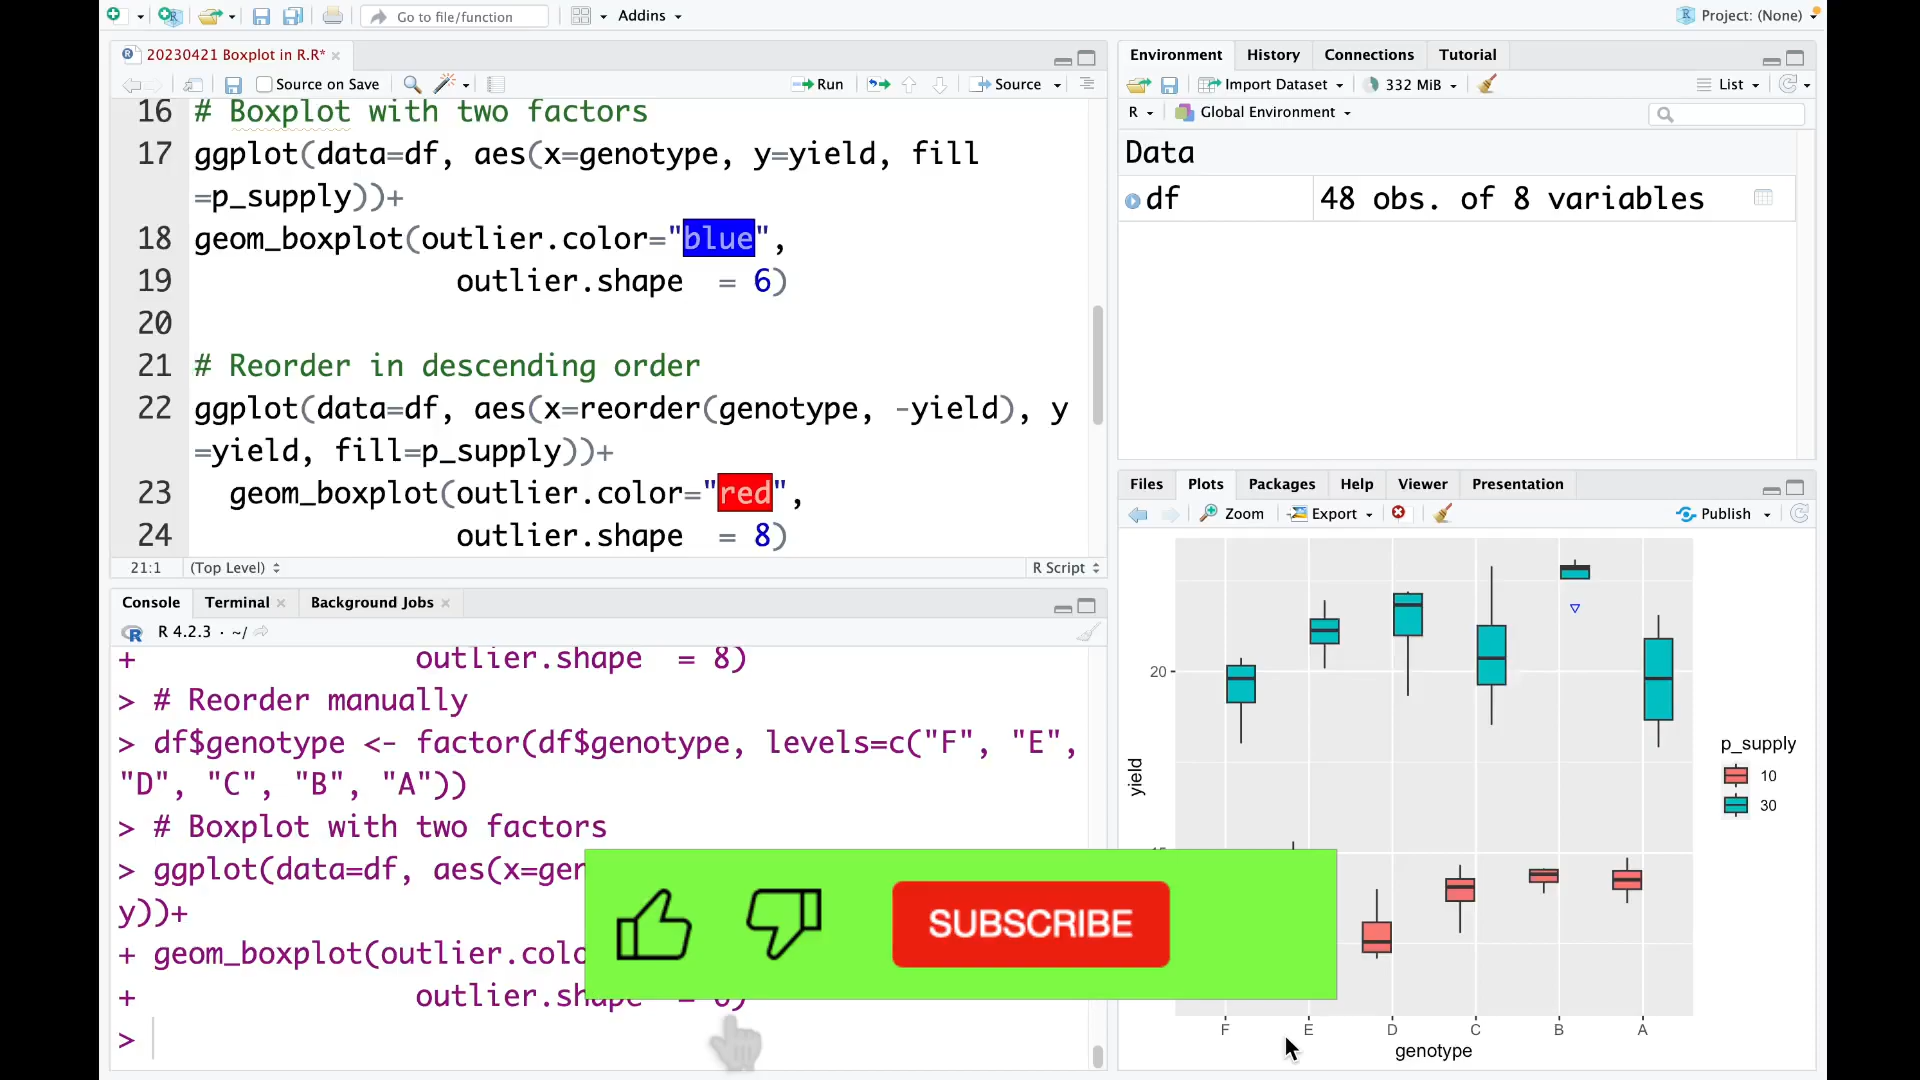 Go to file/function
Addins
Project: (None)
20230421 Boxplot in R.R*
Source on Save
Run
Source
16 # Boxplot with two factors
17 ggplot(data=df, aes(x=genotype, y=yield, fill
=p_supply))+
18 geom_boxplot(outlier.color="blue",
19 outlier.shape = 6)
20
21 # Reorder in descending order
22 ggplot(data=df, aes(x=reorder(genotype, -yield), y
=yield, fill=p_supply))+
23 geom_boxplot(outlier.color="red",
24 outlier.shape = 8)
21:1 (Top Level) R Script
Console Terminal Background Jobs
R 4.2.3 · ~/
+ outlier.shape = 8)
> # Reorder manually
> df$genotype <- factor(df$genotype, levels=c("F", "E",
"D", "C", "B", "A"))
> # Boxplot with two factors
> ggplot(data=df, aes(x=ger
y))+
+ geom_boxplot(outlier.colo
+ outlier.shape = 6)
>
SUBSCRIBE
Environment History Connections Tutorial
Import Dataset 332 MiB List
R Global Environment
Data
df 48 obs. of 8 variables
Files Plots Packages Help Viewer Presentation
Zoom Export Publish
20
yield
p_supply
10
30
F E D C B A
genotype